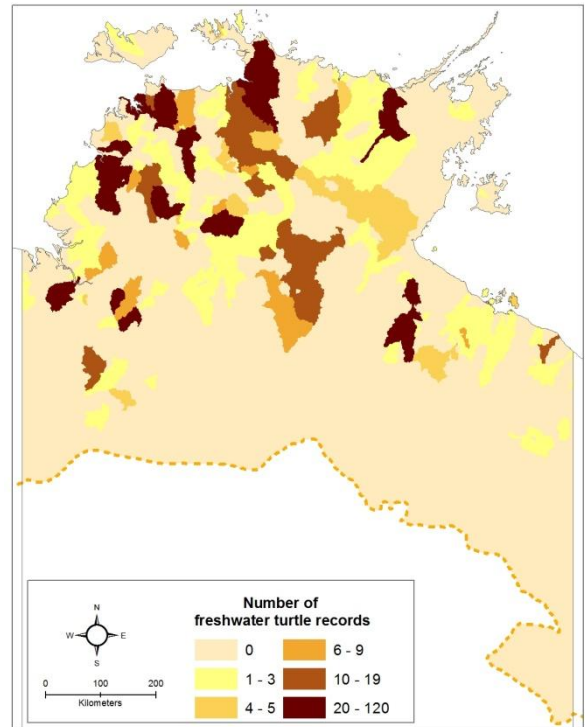 N
W E
S
0 100 200
Kilometers
Number of
freshwater turtle records
0
1 - 3
4 - 5
6 - 9
10 - 19
20 - 120